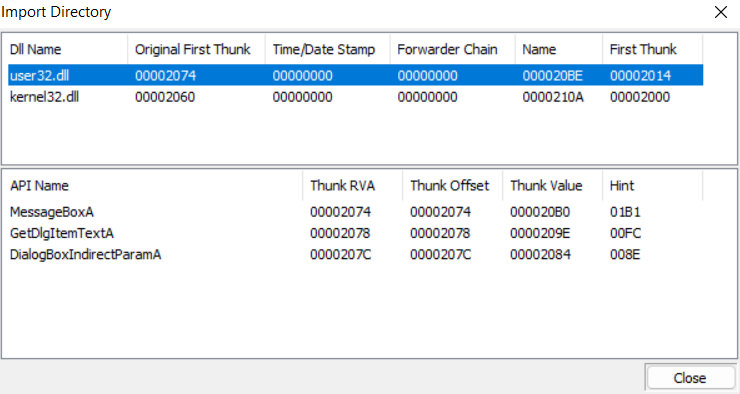 Import Directory
Dll Name Original First Thunk Time/Date Stamp Forwarder Chain Name First Thunk
user32.dll 00002074 00000000 00000000 000020BE 00002014
kernel32.dll 00002060 00000000 00000000 0000210A 00002000
API Name Thunk RVA Thunk Offset Thunk Value Hint
MessageBoxA 00002074 00002074 000020B0 01B1
GetDlgItemTextA 00002078 00002078 0000209E 00FC
DialogBoxIndirectParamA 0000207C 0000207C 00002084 008E
Close